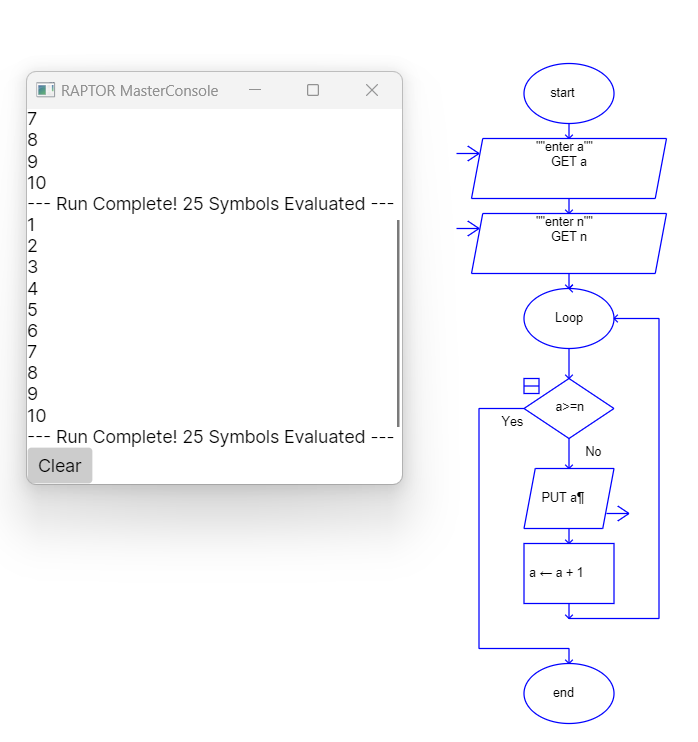 RAPTOR MasterConsole
7
8
9
10
--- Run Complete! 25 Symbols Evaluated ---
1
2
3
4
5
6
7
8
9
10
--- Run Complete! 25 Symbols Evaluated ---
Clear
start
""enter a""
GET a
""enter n""
GET n
Loop
a>=n
Yes
No
PUT a¶
a ← a + 1
end